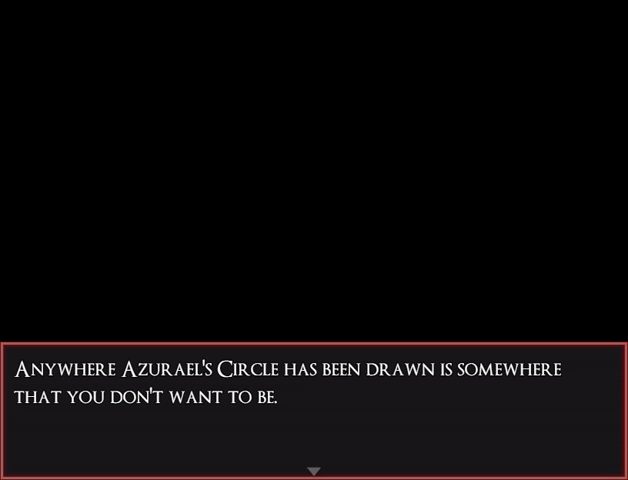 Anywhere Azurael's Circle has been drawn is somewhere
that you don't want to be.